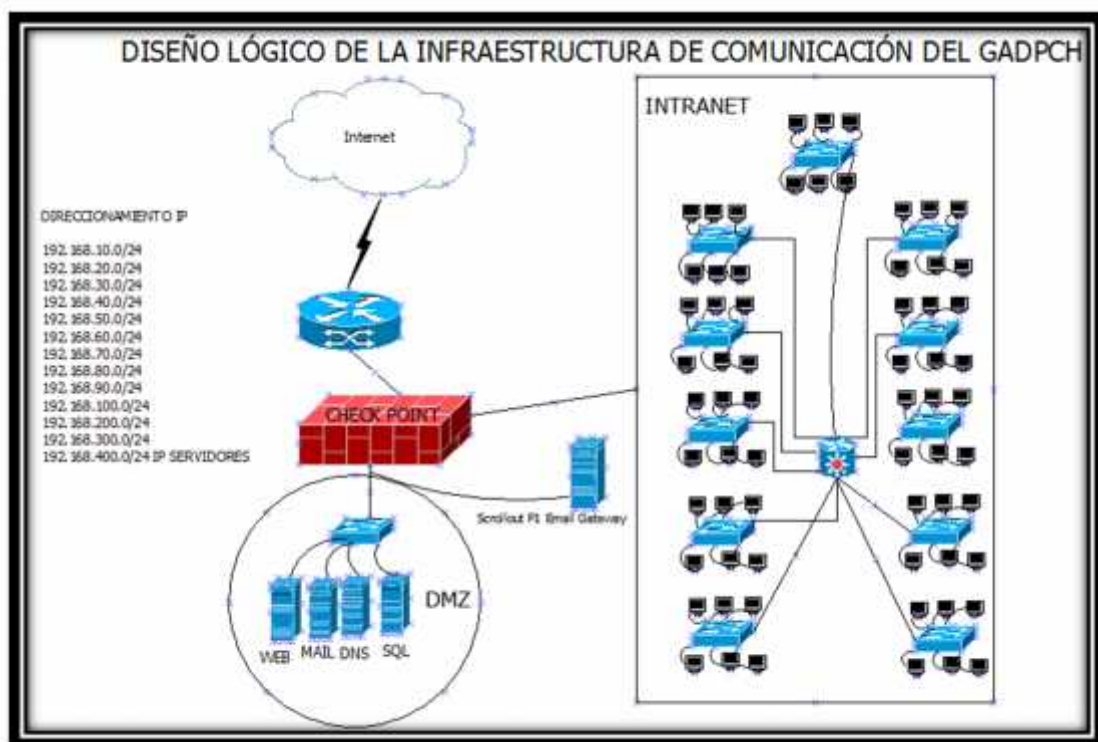 DISEÑO LÓGICO DE LA INFRAESTRUCTURA DE COMUNICACIÓN DEL GADPCH
INTRANET
Internet
DIRECCIONAMIENTO IP
192.168.10.0/24
192.168.20.0/24
192.168.30.0/24
192.168.40.0/24
192.168.50.0/24
192.168.60.0/24
192.168.70.0/24
192.168.80.0/24
192.168.90.0/24
192.168.100.0/24
192.168.200.0/24
192.168.300.0/24
192.168.400.0/24 IP SERVIDORES
CHECK POINT
Scrollout F1 Email Gateway
DMZ
WEB
MAIL
DNS
SQL